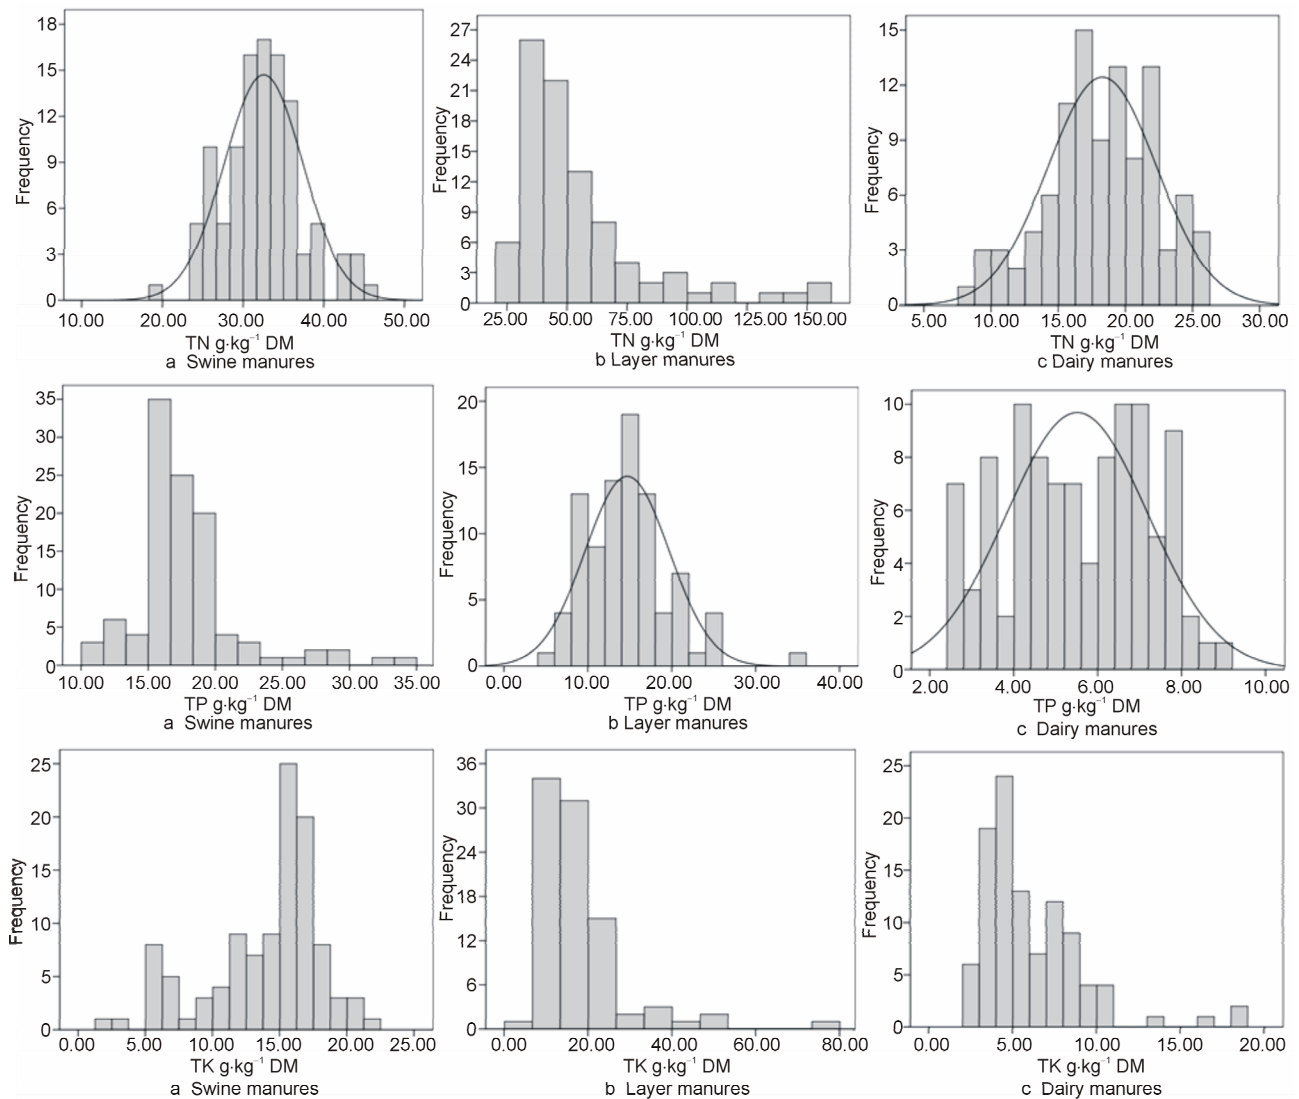 18
15
12
9
6
3
0
Frequency
10.00 20.00 30.00 40.00 50.00
TN g·kg⁻¹ DM
a Swine manures
27
24
21
18
15
12
9
6
3
0
Frequency
25.00 50.00 75.00 100.00 125.00 150.00
TN g·kg⁻¹ DM
b Layer manures
15
12
9
6
3
0
Frequency
5.00 10.00 15.00 20.00 25.00 30.00
TN g·kg⁻¹ DM
c Dairy manures
35
30
25
20
15
10
5
0
Frequency
10.00 15.00 20.00 25.00 30.00 35.00
TP g·kg⁻¹ DM
a Swine manures
20
15
10
5
0
Frequency
0.00 10.00 20.00 30.00 40.00
TP g·kg⁻¹ DM
b Layer manures
10
8
6
4
2
0
Frequency
2.00 4.00 6.00 8.00 10.00
TP g·kg⁻¹ DM
c Dairy manures
25
20
15
10
5
0
Frequency
0.00 5.00 10.00 15.00 20.00 25.00
TK g·kg⁻¹ DM
a Swine manures
36
30
24
18
12
6
0
Frequency
0.00 20.00 40.00 60.00 80.00
TK g·kg⁻¹ DM
b Layer manures
25
20
15
10
5
0
Frequency
0.00 5.00 10.00 15.00 20.00
TK g·kg⁻¹ DM
c Dairy manures